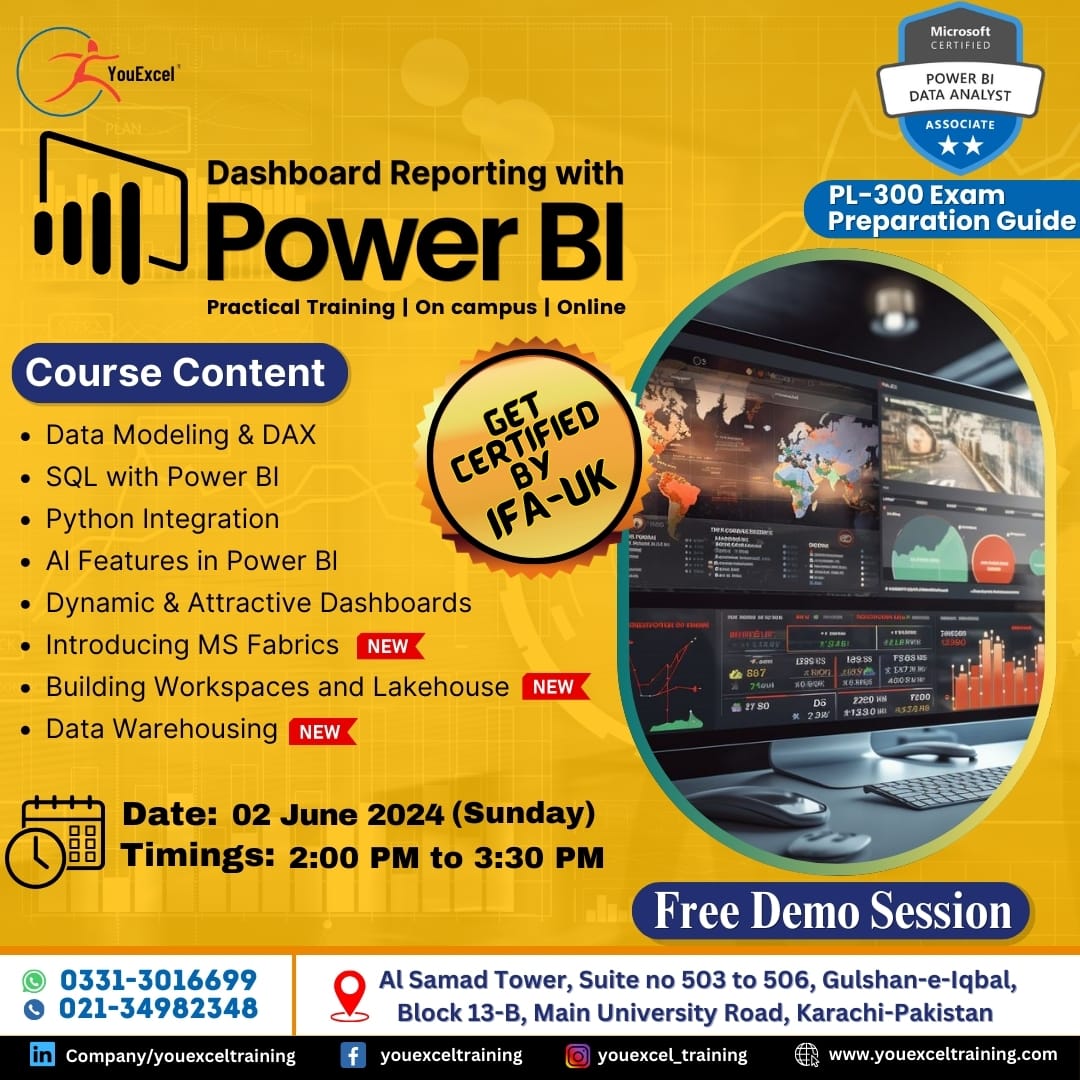 YouExcel
Microsoft
CERTIFIED
POWER BI
DATA ANALYST
ASSOCIATE
PL-300 Exam
Preparation Guide
PLAN
Dashboard Reporting with
Power BI
Practical Training | On campus | Online
Course Content
• Data Modeling & DAX
• SQL with Power BI
• Python Integration
• AI Features in Power BI
• Dynamic & Attractive Dashboards
• Introducing MS Fabrics NEW
• Building Workspaces and Lakehouse NEW
• Data Warehousing NEW
GET
CERTIFIED
BY
IFA-UK
Date: 02 June 2024 (Sunday)
Timings: 2:00 PM to 3:30 PM
Free Demo Session
0331-3016699
021-34982348
Al Samad Tower, Suite no 503 to 506, Gulshan-e-Iqbal,
Block 13-B, Main University Road, Karachi-Pakistan
Company/youexceltraining
youexceltraining
youexcel_training
www.youexceltraining.com